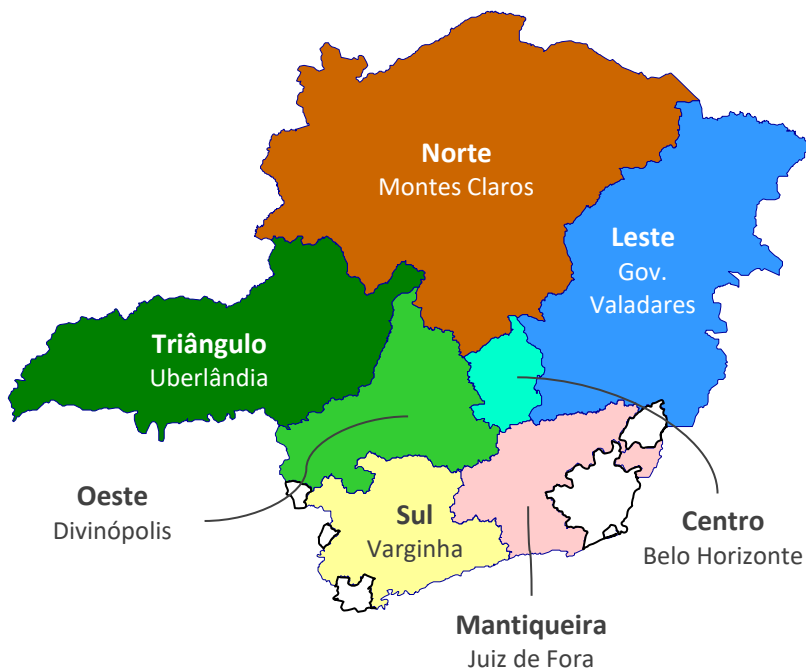 Norte
Montes Claros
Leste
Gov.
Valadares
Triângulo
Uberlândia
Oeste
Divinópolis
Sul
Varginha
Centro
Belo Horizonte
Mantiqueira
Juiz de Fora